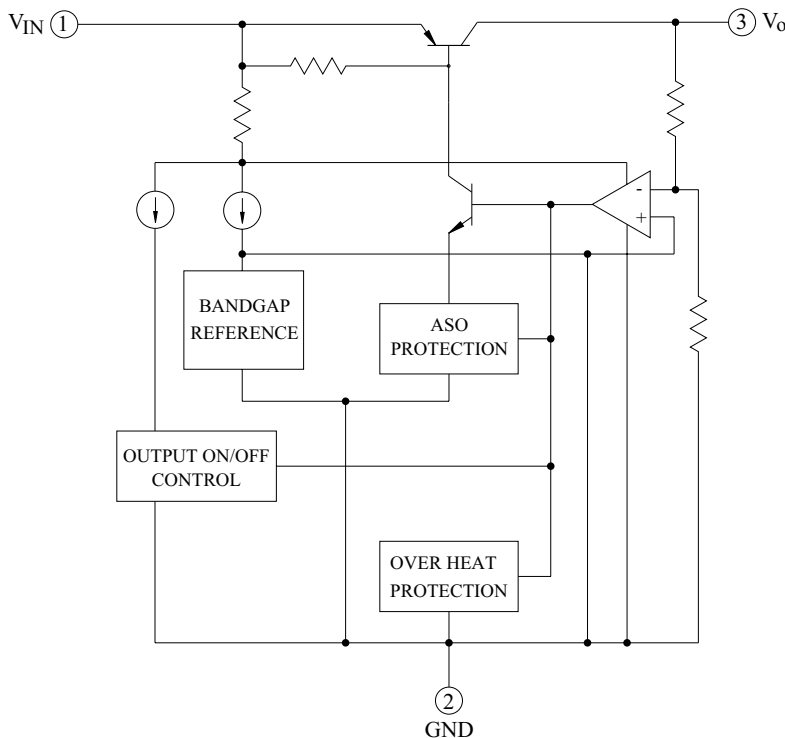 VIN 1
3 Vo
-
+
BANDGAP
REFERENCE
ASO
PROTECTION
OUTPUT ON/OFF
CONTROL
OVER HEAT
PROTECTION
2
GND